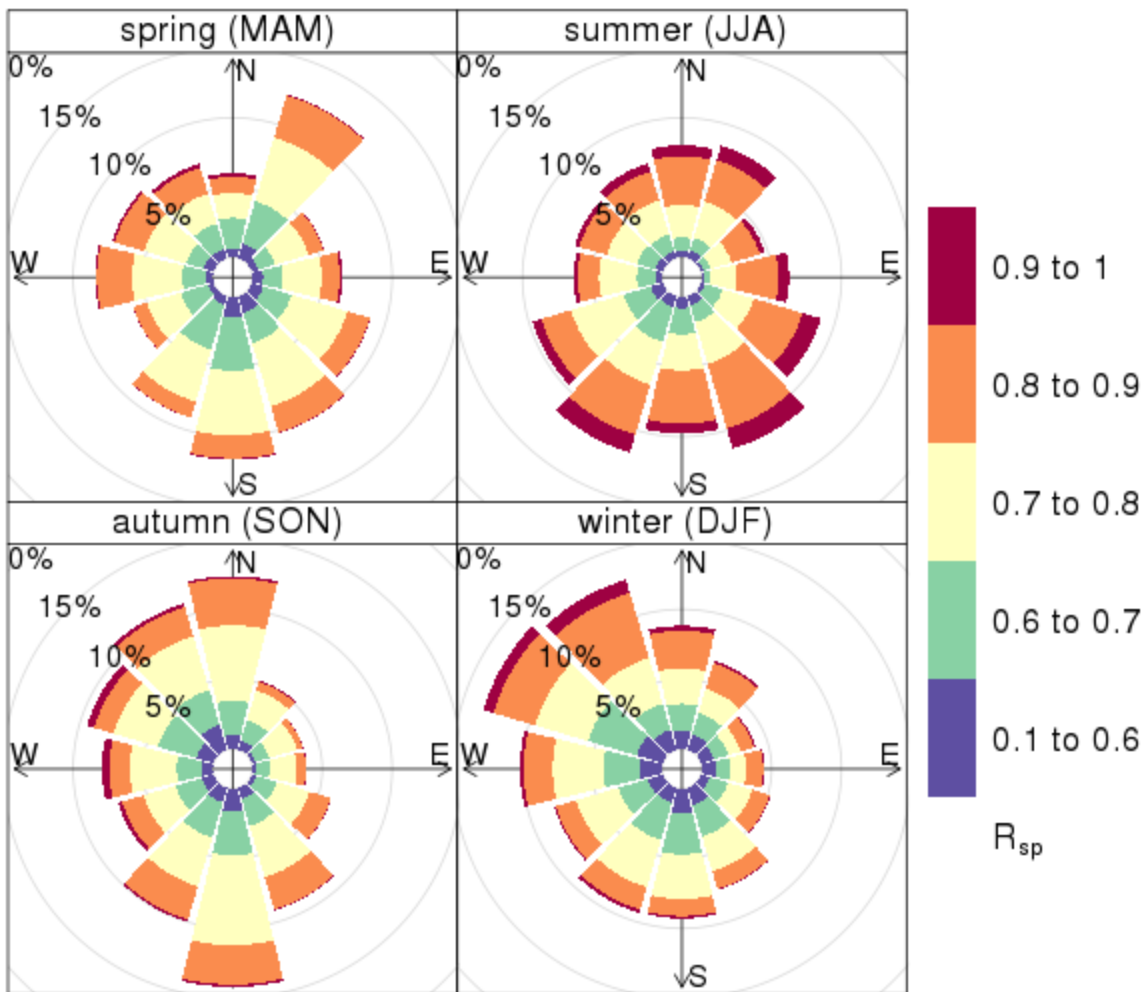 spring (MAM)
0%
N
15%
10%
5%
W
E
S
summer (JJA)
0%
N
15%
10%
5%
W
E
S
autumn (SON)
0%
N
15%
10%
5%
W
E
winter (DJF)
0%
N
15%
10%
5%
W
E
S
0.9 to 1
0.8 to 0.9
0.7 to 0.8
0.6 to 0.7
0.1 to 0.6
Rsp